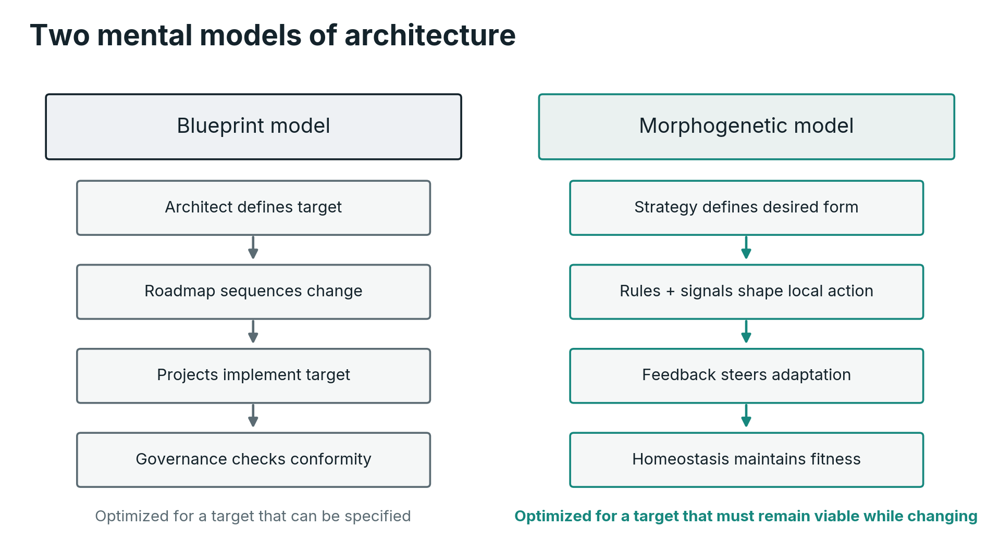 Two mental models of architecture
Blueprint model
Architect defines target
Roadmap sequences change
Projects implement target
Governance checks conformity
Optimized for a target that can be specified
Morphogenetic model
Strategy defines desired form
Rules + signals shape local action
Feedback steers adaptation
Homeostasis maintains fitness
Optimized for a target that must remain viable while changing